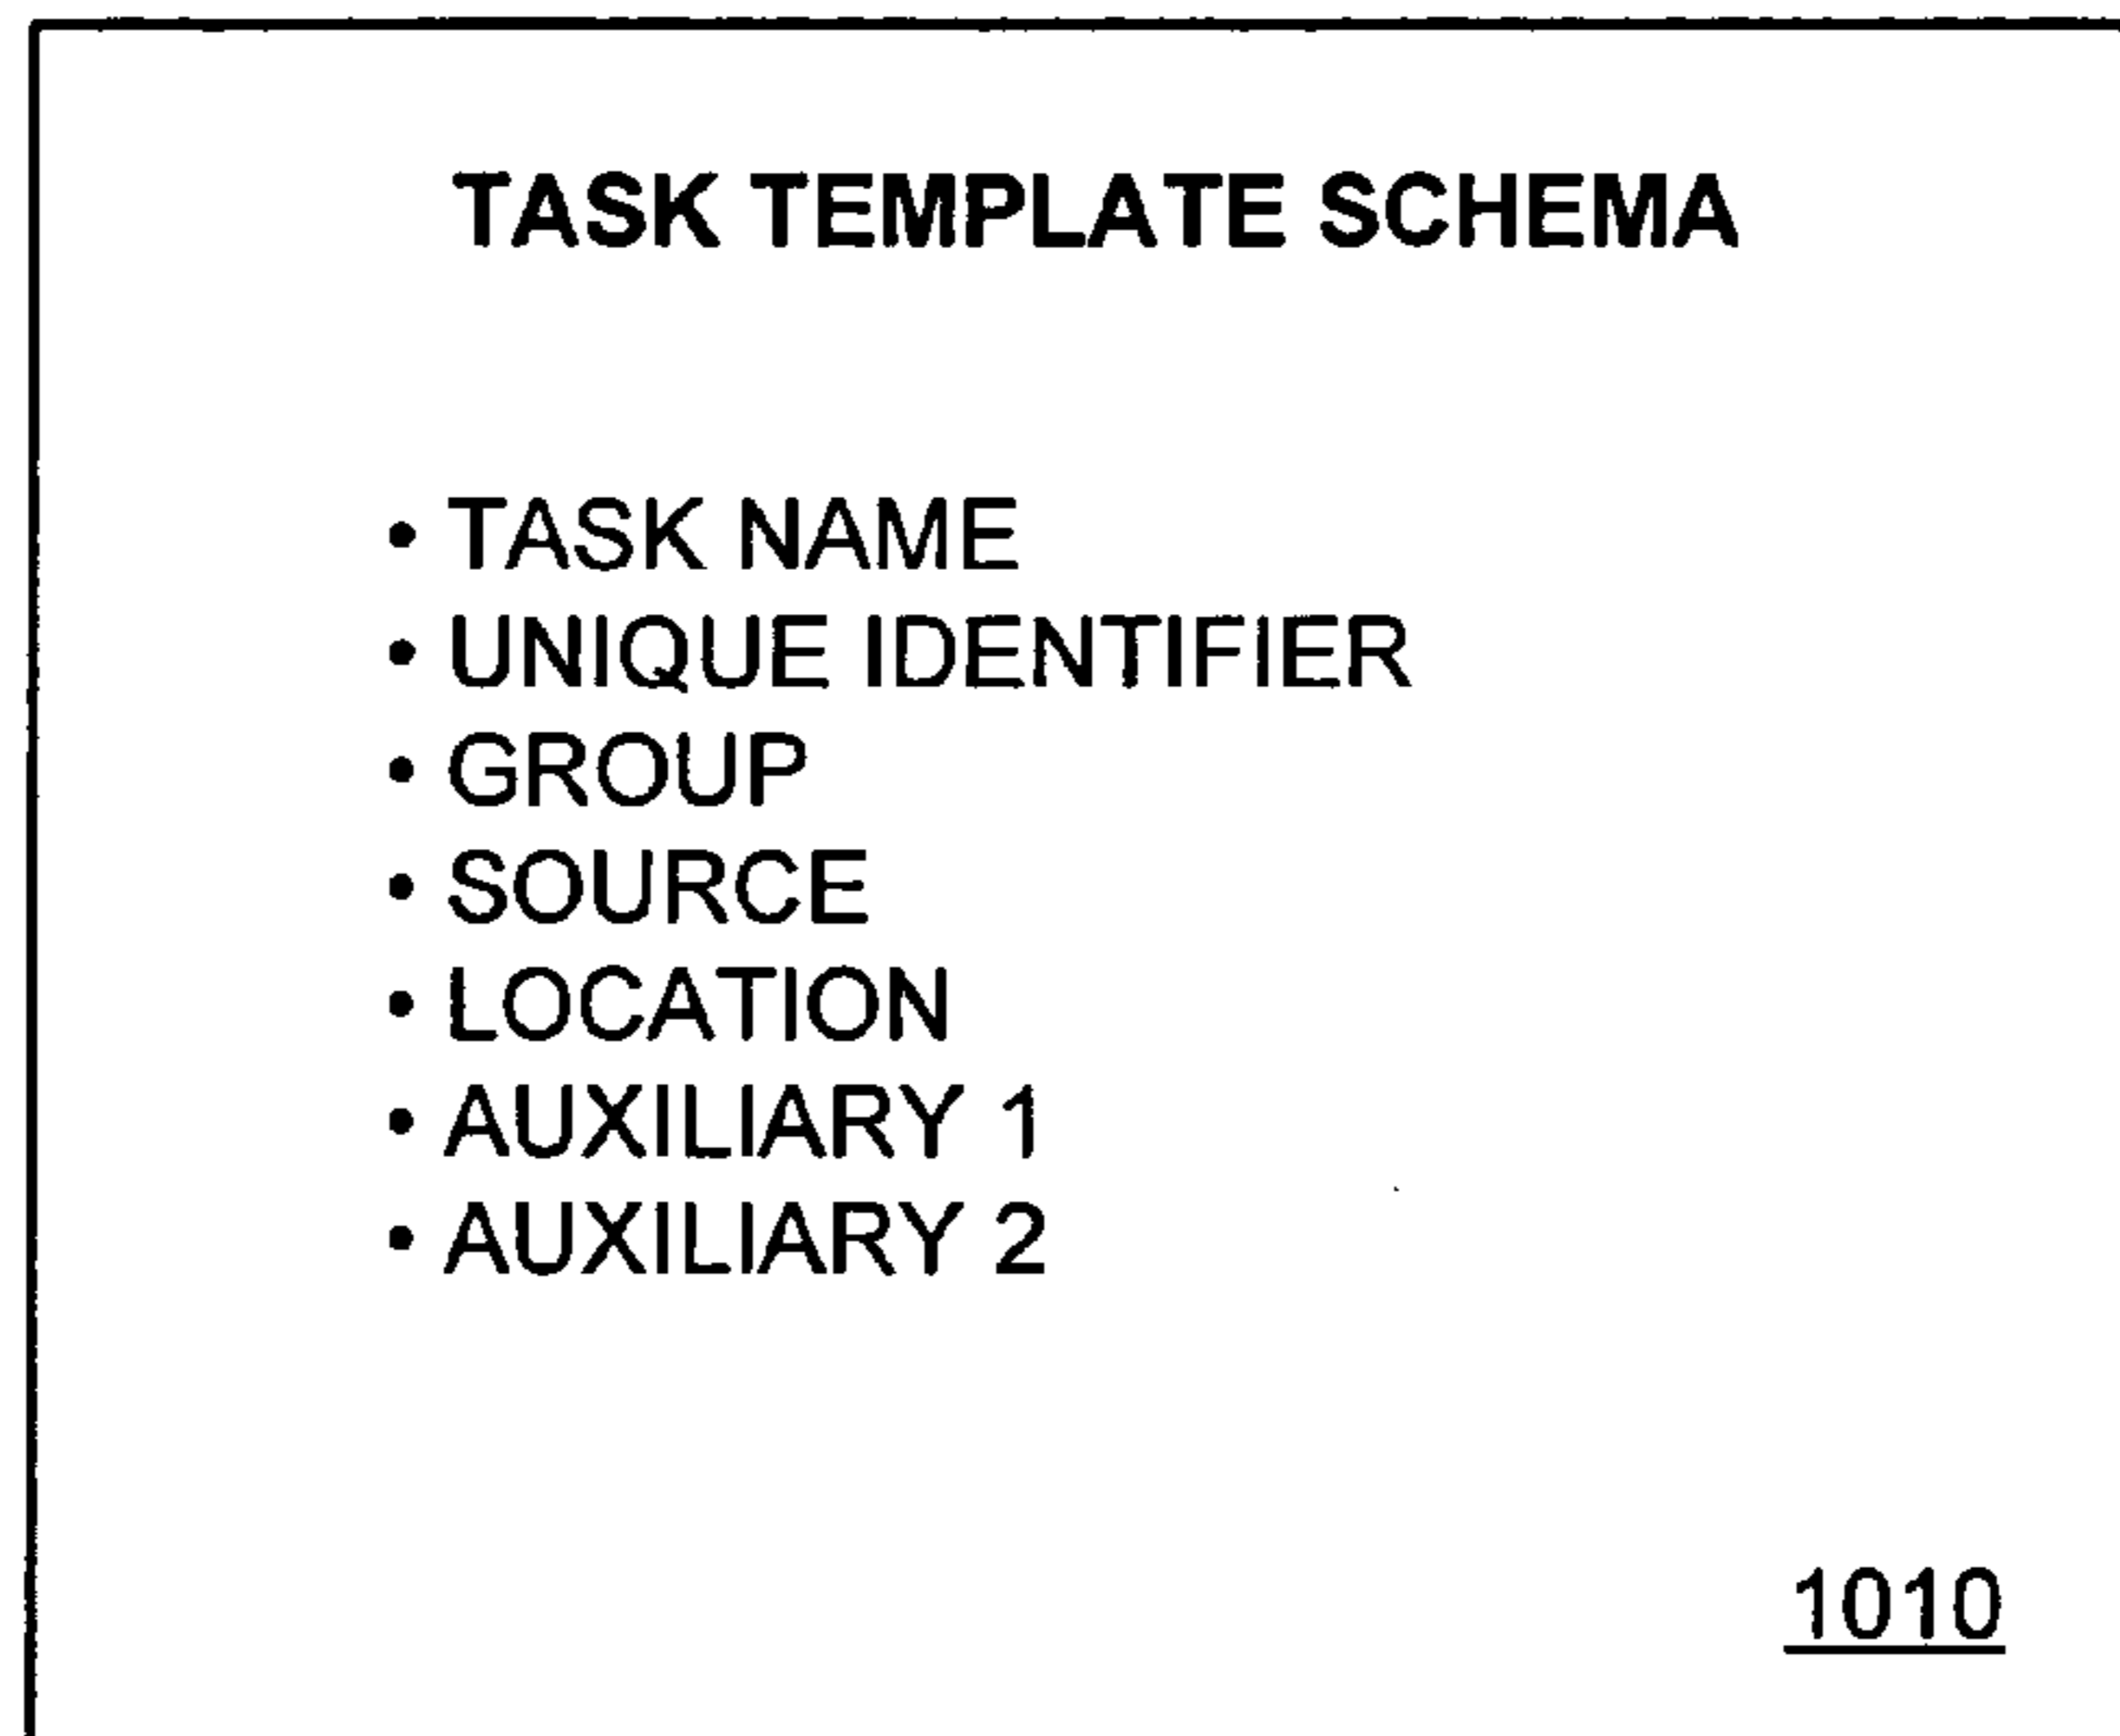 TASK TEMPLATE SCHEMA
• TASK NAME
• UNIQUE IDENTIFIER
• GROUP
• SOURCE
• LOCATION
• AUXILIARY 1
• AUXILIARY 2
1010